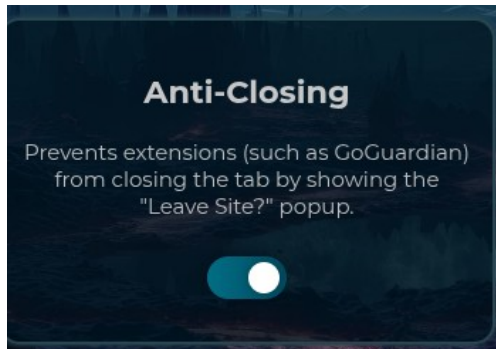 Anti-Closing
Prevents extensions (such as GoGuardian)
from closing the tab by showing the
"Leave Site?" popup.